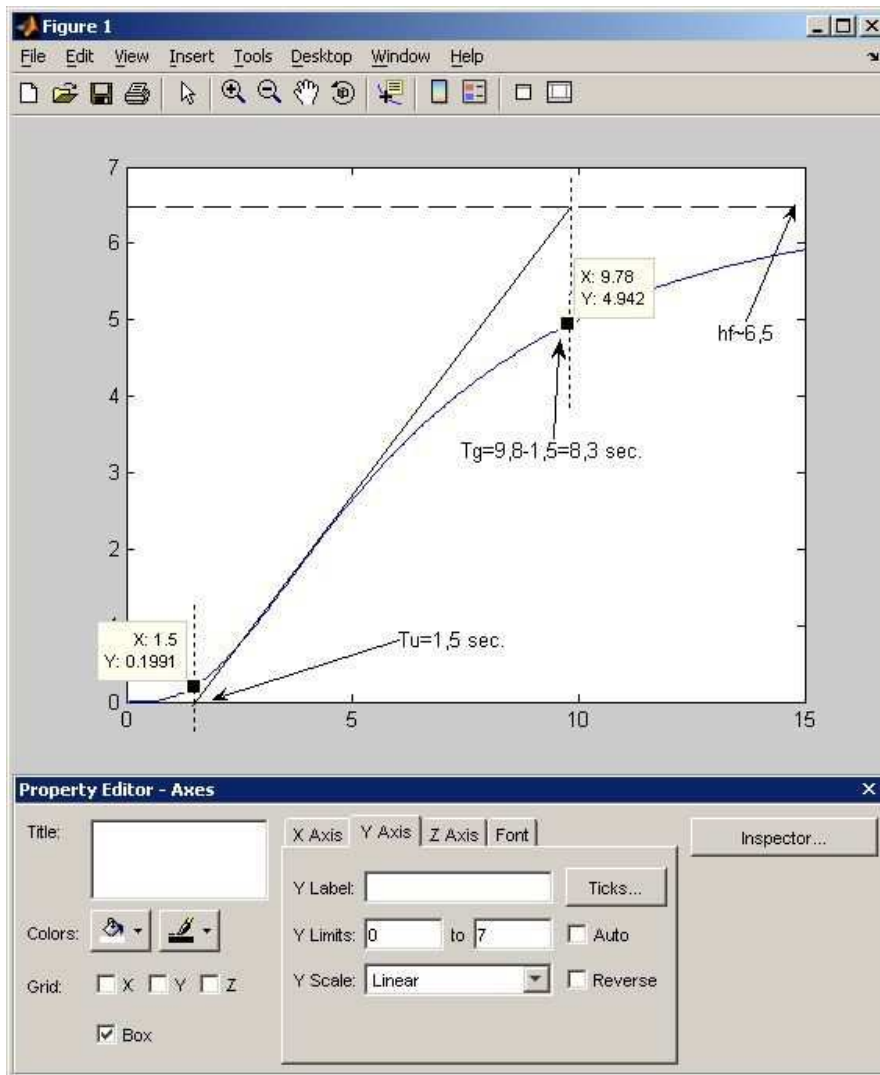 Figure 1
File Edit View Insert Tools Desktop Window Help
7
6
X: 9.78
Y: 4.942
5
hf~6,5
4
Tg=9,8-1,5=8,3 sec.
3
2
X: 1.5
Y: 0.1991
Tu=1,5 sec.
0
0 5 10 15
Property Editor - Axes
Title:
X Axis Y Axis Z Axis Font
Inspector...
Y Label:
Ticks...
Colors:
Y Limits: 0 to 7
Auto
Grid: X Y Z
Y Scale: Linear
Reverse
Box